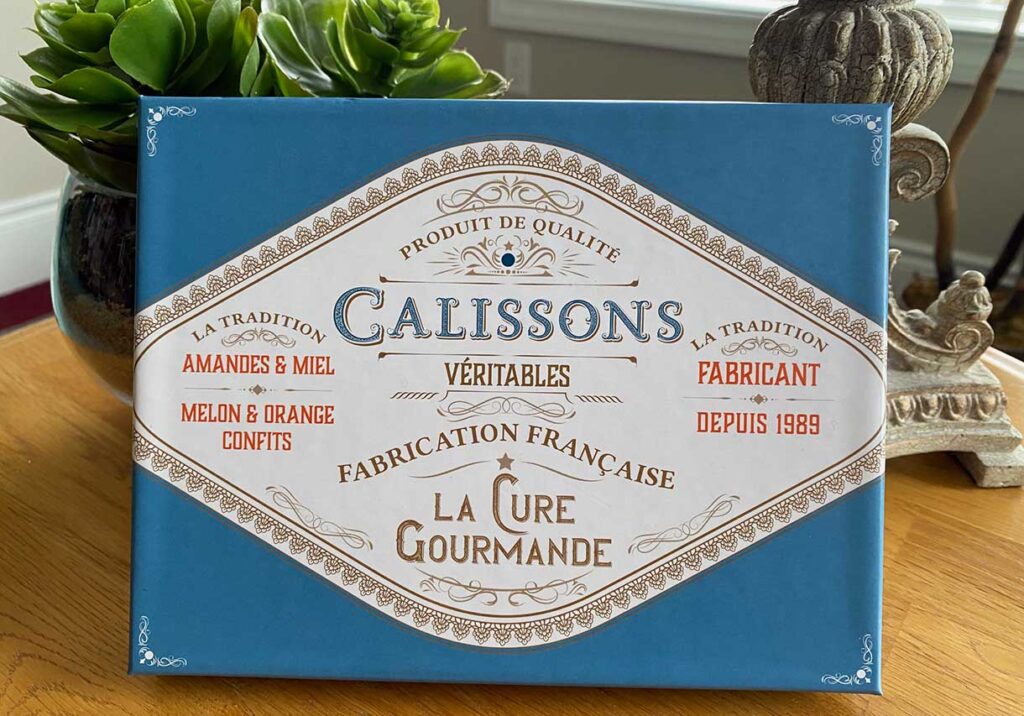 PRODUIT DE QUALITÉ
CALISSONS
VÉRITABLES
LA TRADITION
AMANDES & MIEL
MELON & ORANGE
CONFITS
LA TRADITION
FABRICANT
DEPUIS 1989
FABRICATION FRANÇAISE
LA CURE
GOURMANDE